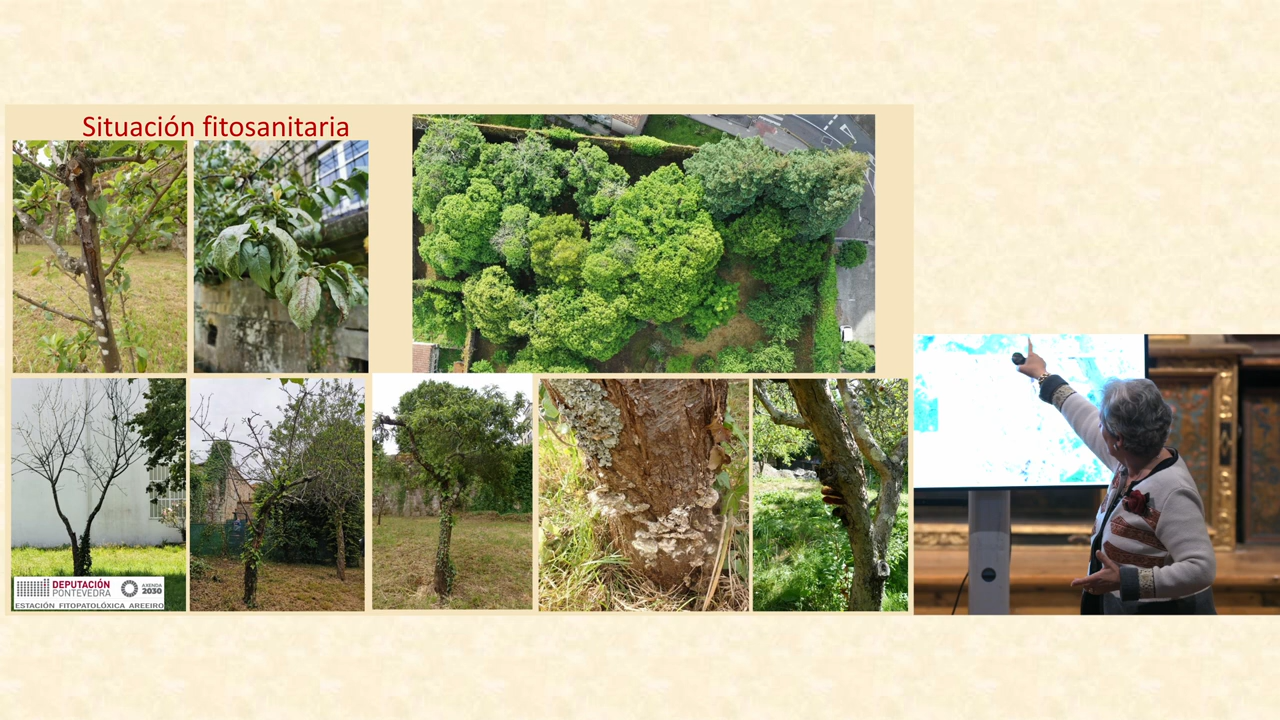 Situación fitosanitaria
DEPUTACIÓN
PONTEVEDRA
AXENDA
2030
ESTACIÓN FITOPATOLÓXICA AREEIRO